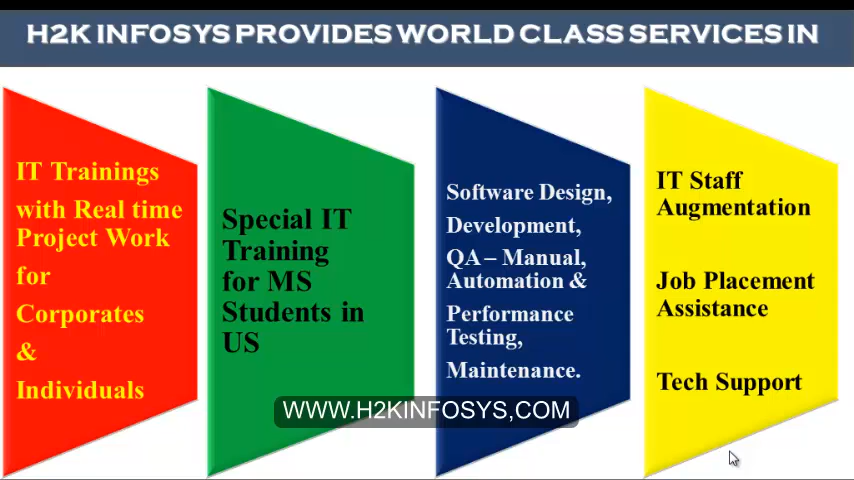 H2K INFOSYS PROVIDES WORLD CLASS SERVICES IN
IT Trainings
with Real time
Project Work
for
Corporates
&
Individuals
Special IT
Training
for MS
Students in
US
Software Design,
Development,
QA – Manual,
Automation &
Performance
Testing,
Maintenance.
IT Staff
Augmentation
Job Placement
Assistance
Tech Support
WWW.H2KINFOSYS,COM